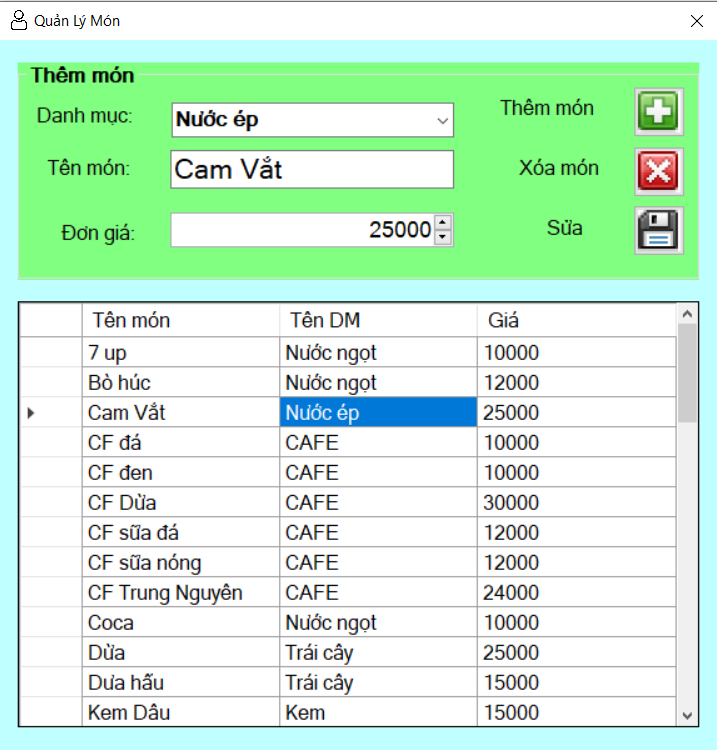 Quản Lý Món
Thêm món
Danh mục: Nước ép Thêm món
Tên món: Cam Vắt Xóa món
Đơn giá: 25000 Sửa
Tên món Tên DM Giá
7 up Nước ngọt 10000
Bò húc Nước ngọt 12000
Cam Vắt Nước ép 25000
CF đá CAFE 10000
CF đen CAFE 10000
CF Dừa CAFE 30000
CF sữa đá CAFE 12000
CF sữa nóng CAFE 12000
CF Trung Nguyên CAFE 24000
Coca Nước ngọt 10000
Dừa Trái cây 25000
Dưa hấu Trái cây 15000
Kem Dâu Kem 15000